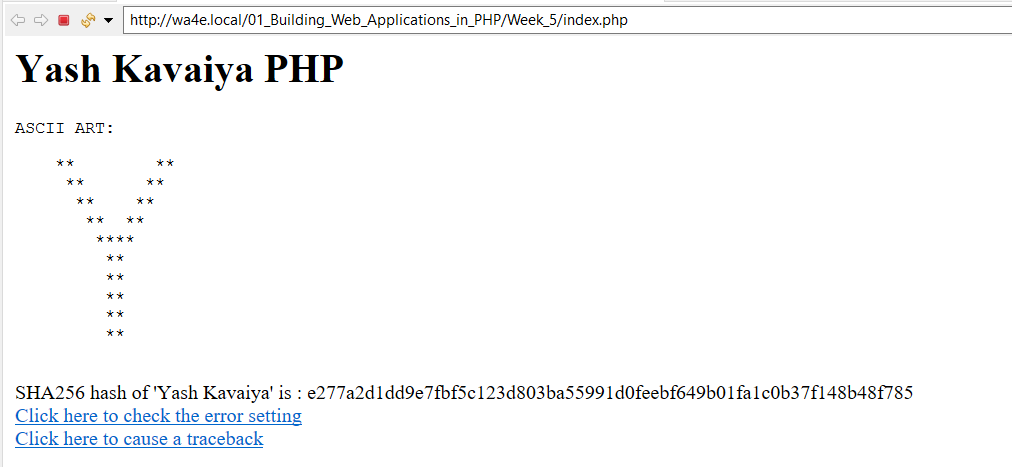 http://wa4e.local/01_Building_Web_Applications_in_PHP/Week_5/index.php
Yash Kavaiya PHP
ASCII ART:
    **        **
     **      **
      **    **
       **  **
        ****
         **
         **
         **
         **
         **
SHA256 hash of 'Yash Kavaiya' is : e277a2d1dd9e7fbf5c123d803ba55991d0feebf649b01fa1c0b37f148b48f785
Click here to check the error setting
Click here to cause a traceback